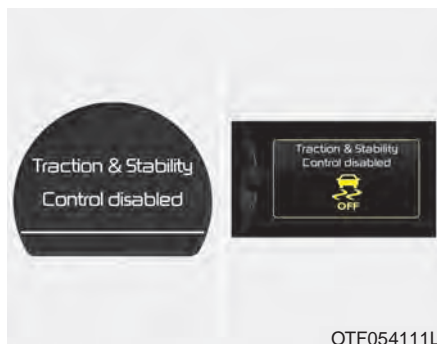 Traction & Stability
Control disabled
Traction & Stability
Control disabled
OFF
OTF054111L